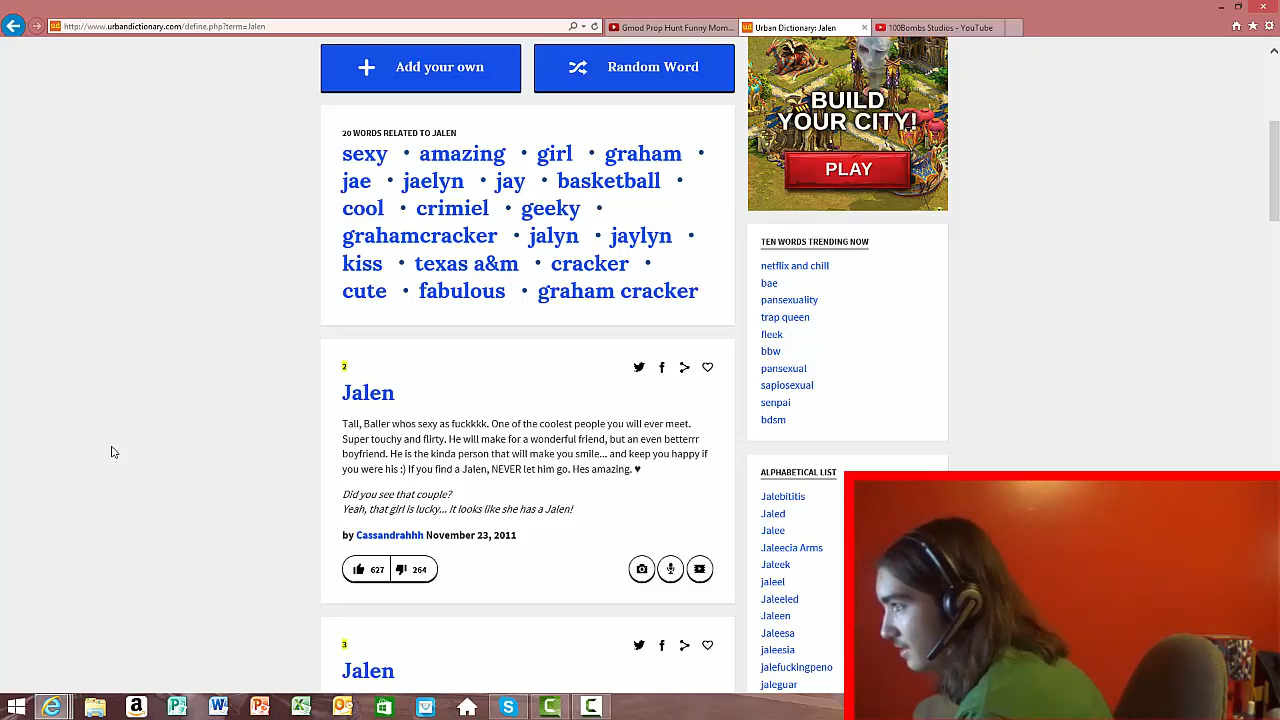 http://www.urbandictionary.com/define.php?term=Jalen
Gmod Prop Hunt Funny Mom...
Urban Dictionary: Jalen
100Bombs Studios - YouTube
Add your own
Random Word
20 WORDS RELATED TO JALEN
sexy • amazing • girl • graham •
jae • jaelyn • jay • basketball •
cool • crimiel • geeky •
grahamcracker • jalyn • jaylyn •
kiss • texas a&m • cracker •
cute • fabulous • graham cracker
2
Jalen
Tall, Baller whos sexy as fuckkkk. One of the coolest people you will ever meet.
Super touchy and flirty. He will make for a wonderful friend, but an even betterrr
boyfriend. He is the kinda person that will make you smile... and keep you happy if
you were his :) If you find a Jalen, NEVER let him go. Hes amazing. ♥
Did you see that couple?
Yeah, that girl is lucky... It looks like she has a Jalen!
by Cassandrahhh November 23, 2011
627 264
3
Jalen
BUILD
YOUR CITY!
PLAY
TEN WORDS TRENDING NOW
netflix and chill
bae
pansexuality
trap queen
fleek
bbw
pansexual
sapiosexual
senpai
bdsm
ALPHABETICAL LIST
Jalebititis
Jaled
Jalee
Jaleecia Arms
Jaleek
jaleel
Jaleeled
Jaleen
Jaleesa
jaleesia
jalefuckingpeno
jaleguar